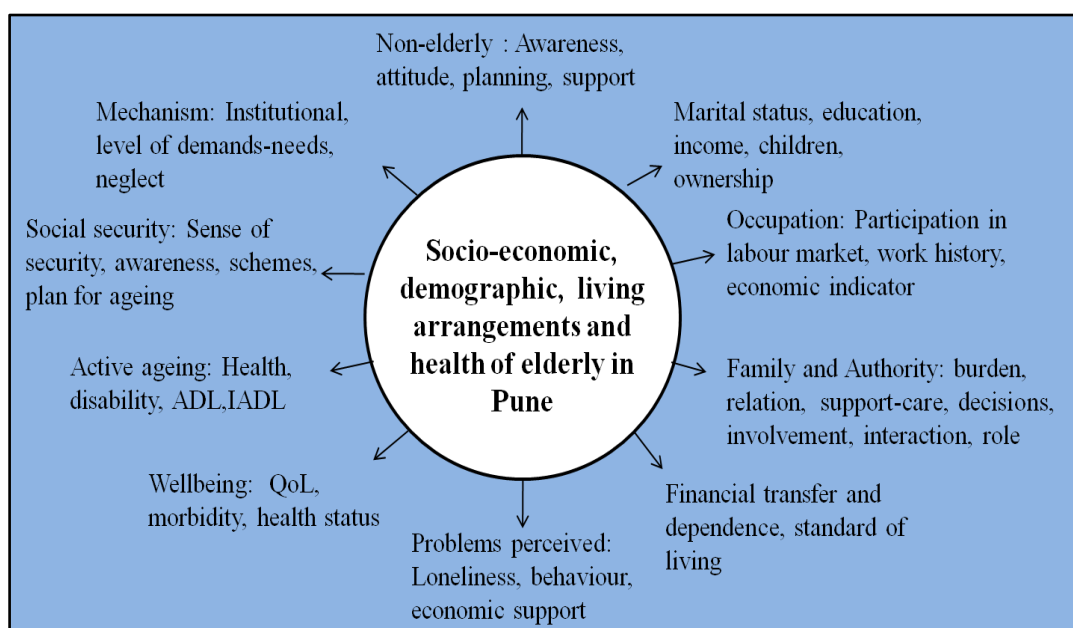 Non-elderly : Awareness,
attitude, planning, support
Marital status, education,
income, children,
ownership
Occupation: Participation in
labour market, work history,
economic indicator
Family and Authority: burden,
relation, support-care, decisions,
involvement, interaction, role
Financial transfer and
dependence, standard of
living
Problems perceived:
Loneliness, behaviour,
economic support
Wellbeing: QoL,
morbidity, health status
Active ageing: Health,
disability, ADL,IADL
Social security: Sense of
security, awareness, schemes,
plan for ageing
Mechanism: Institutional,
level of demands-needs,
neglect
Socio-economic,
demographic, living
arrangements and
health of elderly in
Pune